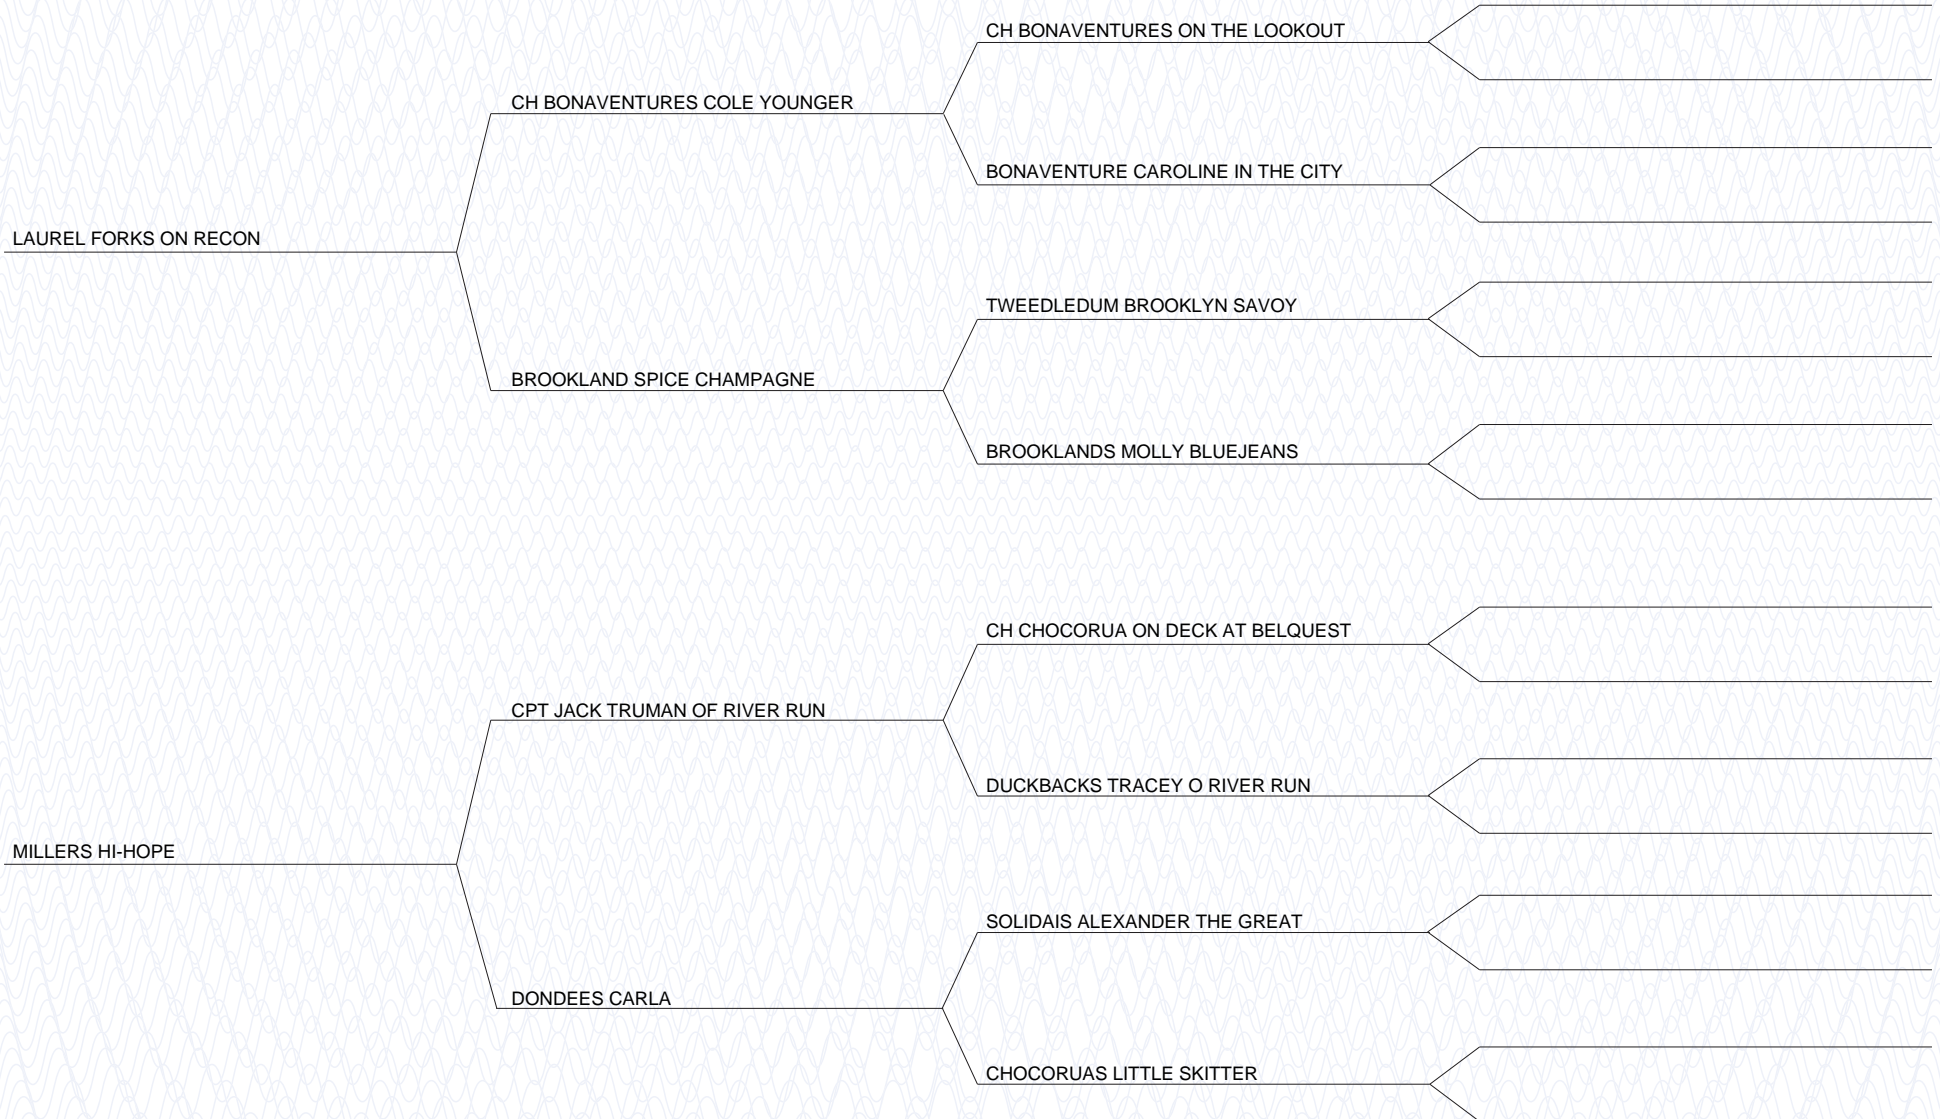 CH BONAVENTURES ON THE LOOKOUT
CH BONAVENTURES COLE YOUNGER
BONAVENTURE CAROLINE IN THE CITY
LAUREL FORKS ON RECON
TWEEDLEDUM BROOKLYN SAVOY
BROOKLAND SPICE CHAMPAGNE
BROOKLANDS MOLLY BLUEJEANS
CH CHOCORUA ON DECK AT BELQUEST
CPT JACK TRUMAN OF RIVER RUN
DUCKBACKS TRACEY O RIVER RUN
MILLERS HI-HOPE
SOLIDAIS ALEXANDER THE GREAT
DONDEES CARLA
CHOCORUAS LITTLE SKITTER